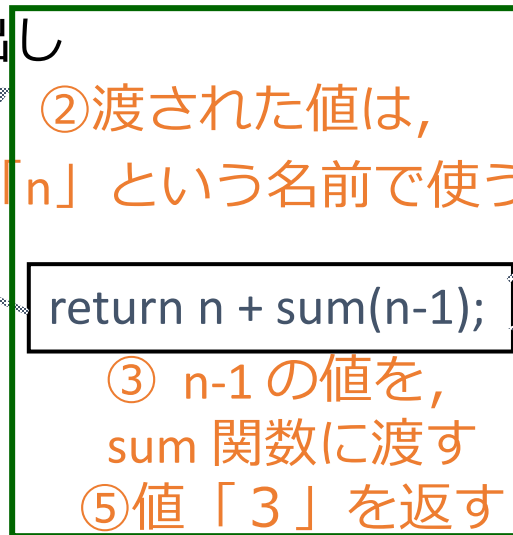 出し
②渡された値は,
「n」という名前で使う
return n + sum(n-1);
③ n-1 の値を,
sum 関数に渡す
⑤値「３」を返す